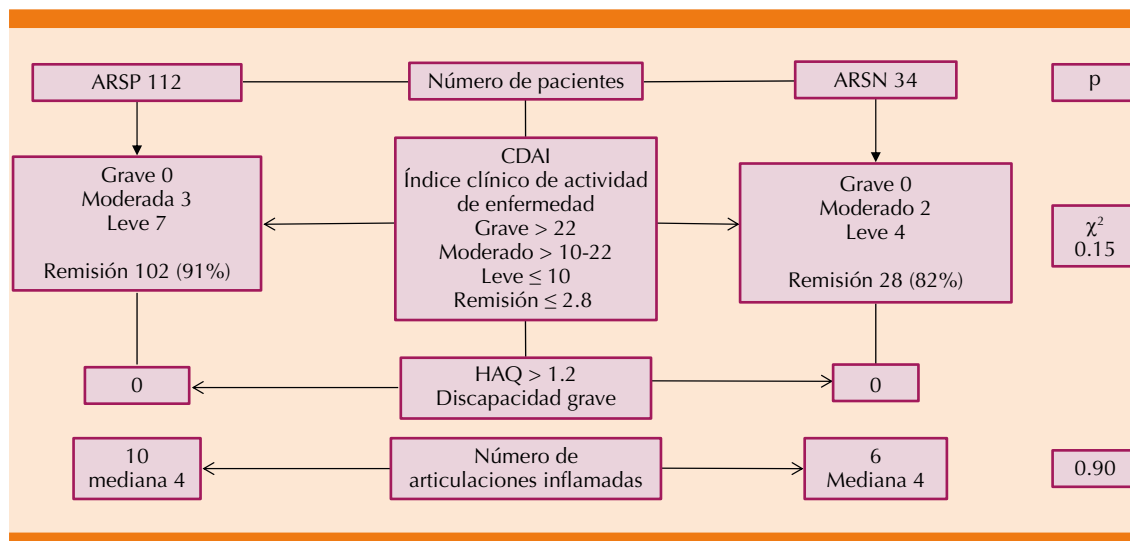 ARSP 112
Número de pacientes
ARSN 34
p
Grave 0
Moderada 3
Leve 7
Remisión 102 (91%)
CDAI
Índice clínico de actividad
de enfermedad
Grave > 22
Moderado > 10-22
Leve ≤ 10
Remisión ≤ 2.8
Grave 0
Moderado 2
Leve 4
Remisión 28 (82%)
χ²
0.15
0
HAQ > 1.2
Discapacidad grave
0
10
mediana 4
Número de
articulaciones inflamadas
6
Mediana 4
0.90